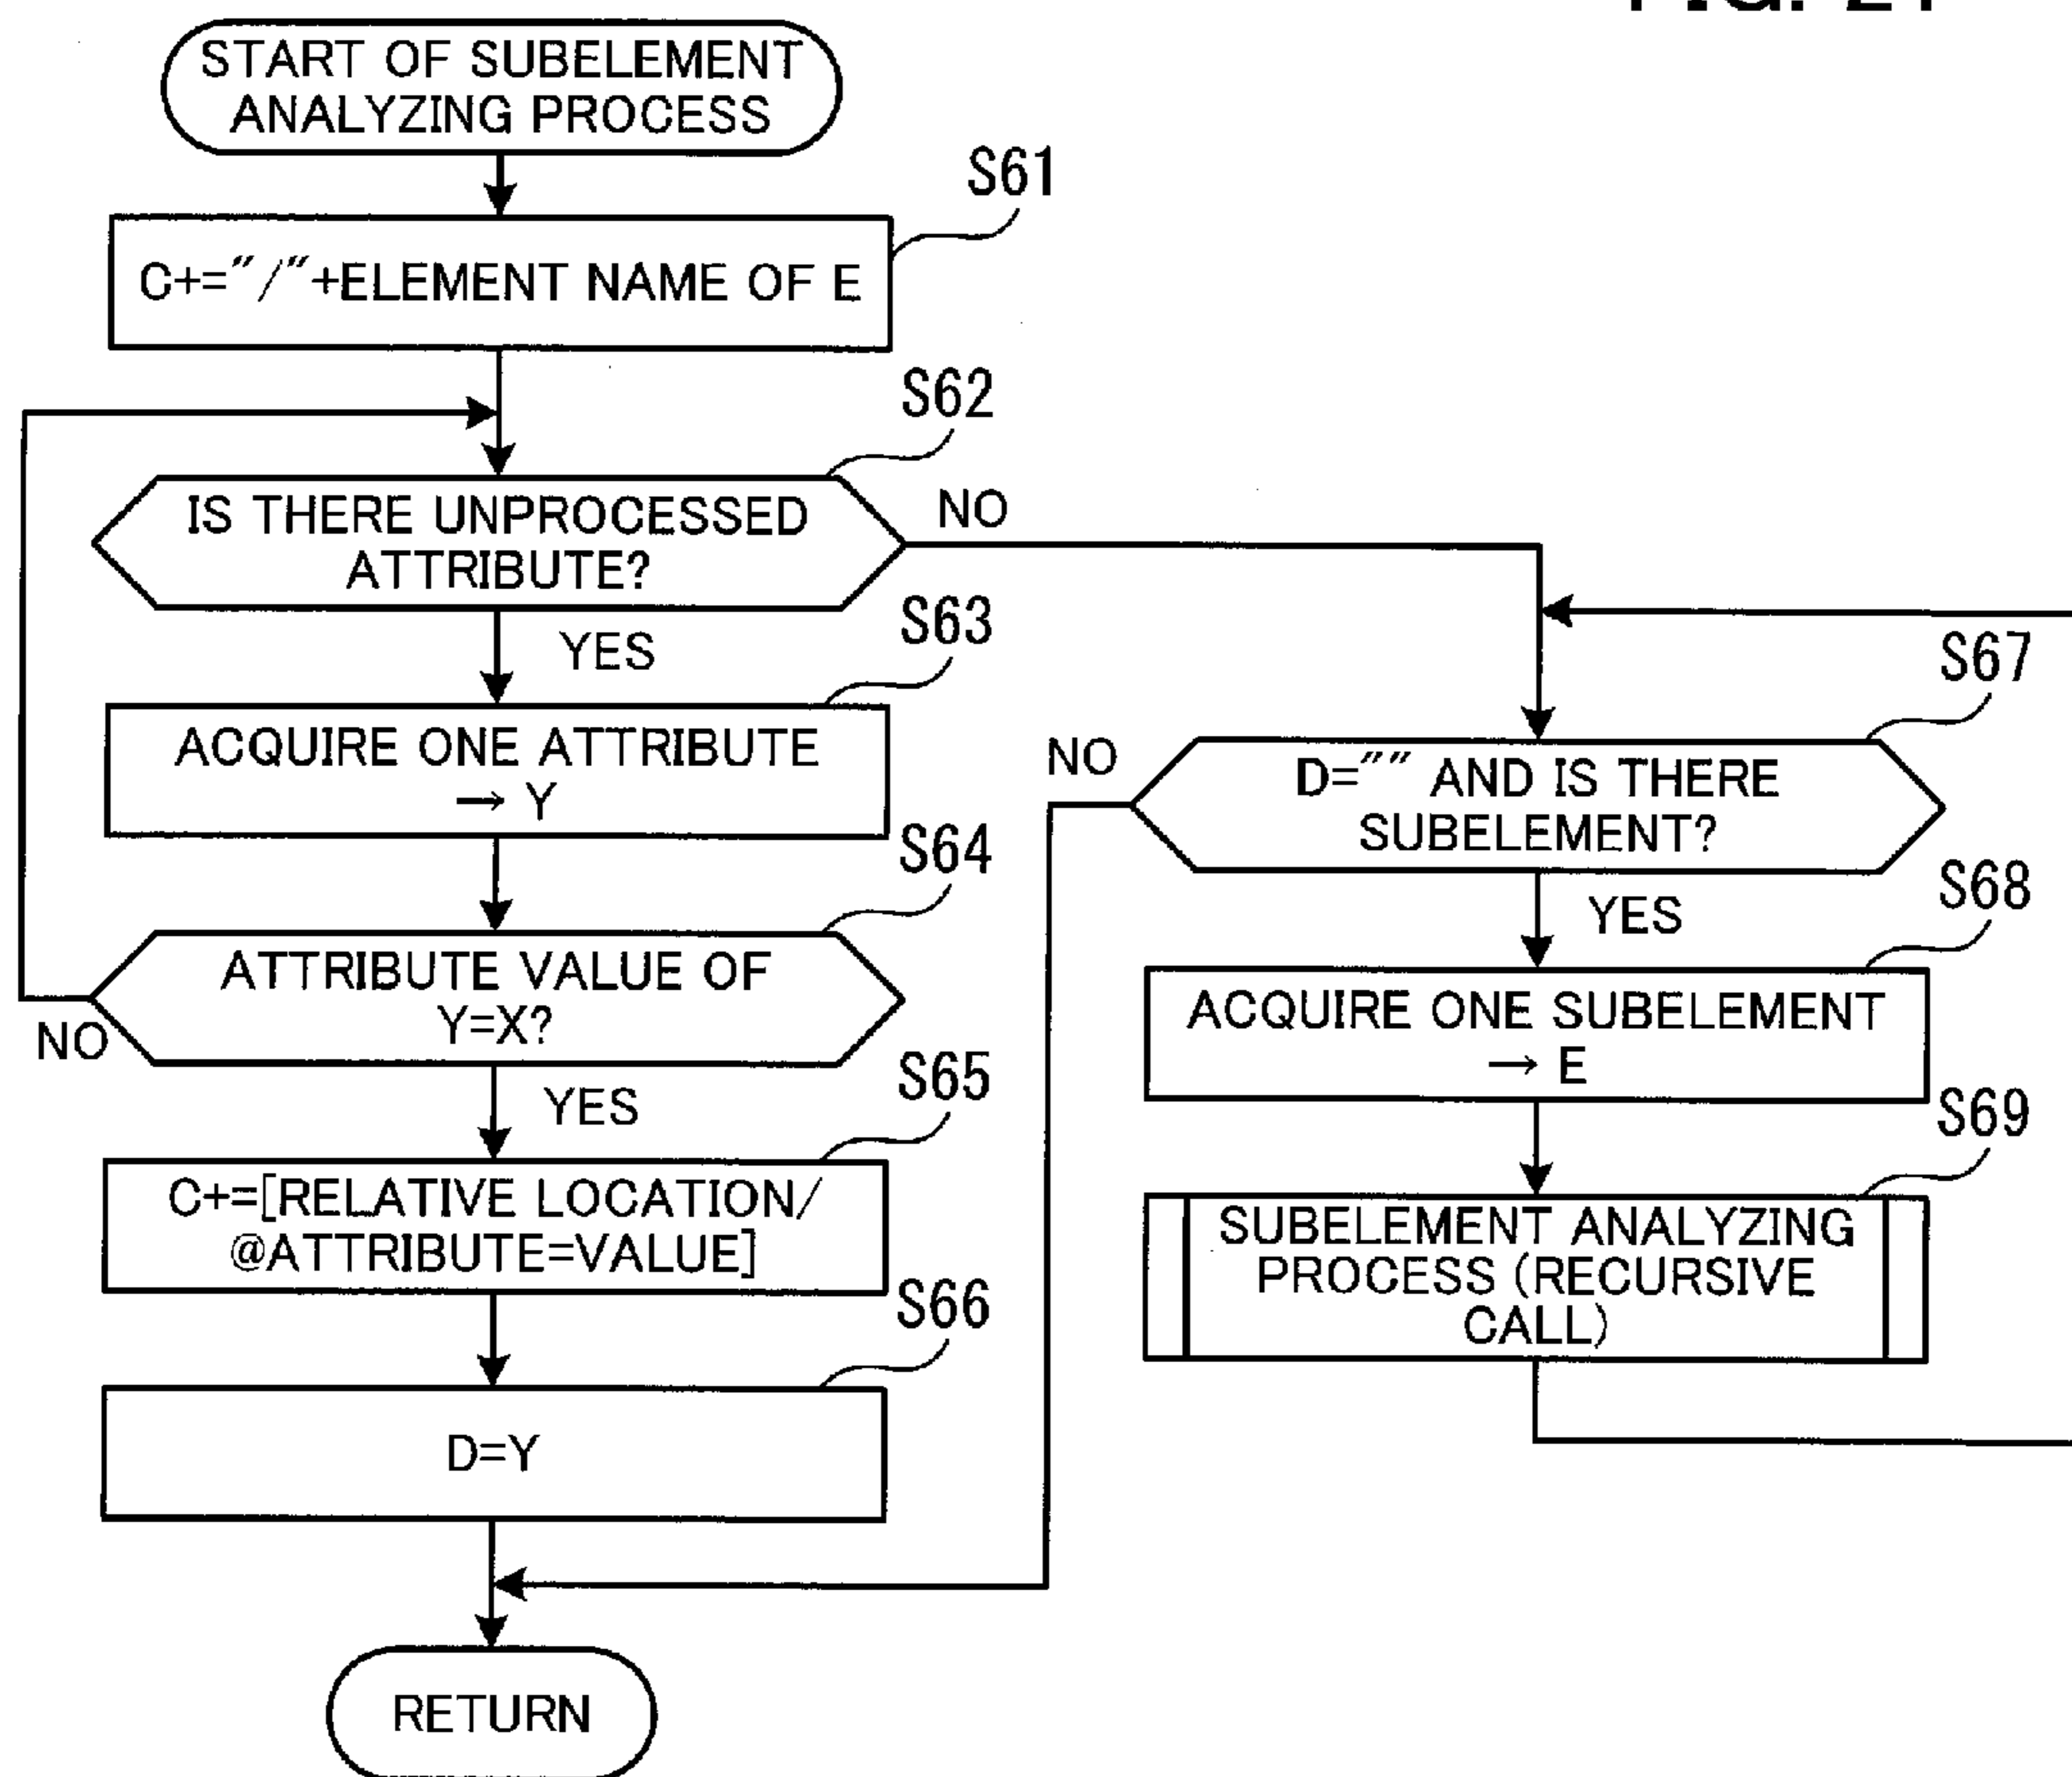 START OF SUBELEMENT
ANALYZING PROCESS
S61
C+="/"+ELEMENT NAME OF E
S62
IS THERE UNPROCESSED
ATTRIBUTE?
NO
YES
S63
ACQUIRE ONE ATTRIBUTE
→ Y
S64
ATTRIBUTE VALUE OF
Y=X?
NO
YES
S65
C+=[RELATIVE LOCATION/
@ATTRIBUTE=VALUE]
S66
D=Y
RETURN
S67
NO
D="" AND IS THERE
SUBELEMENT?
YES
S68
ACQUIRE ONE SUBELEMENT
→ E
S69
SUBELEMENT ANALYZING
PROCESS (RECURSIVE
CALL)